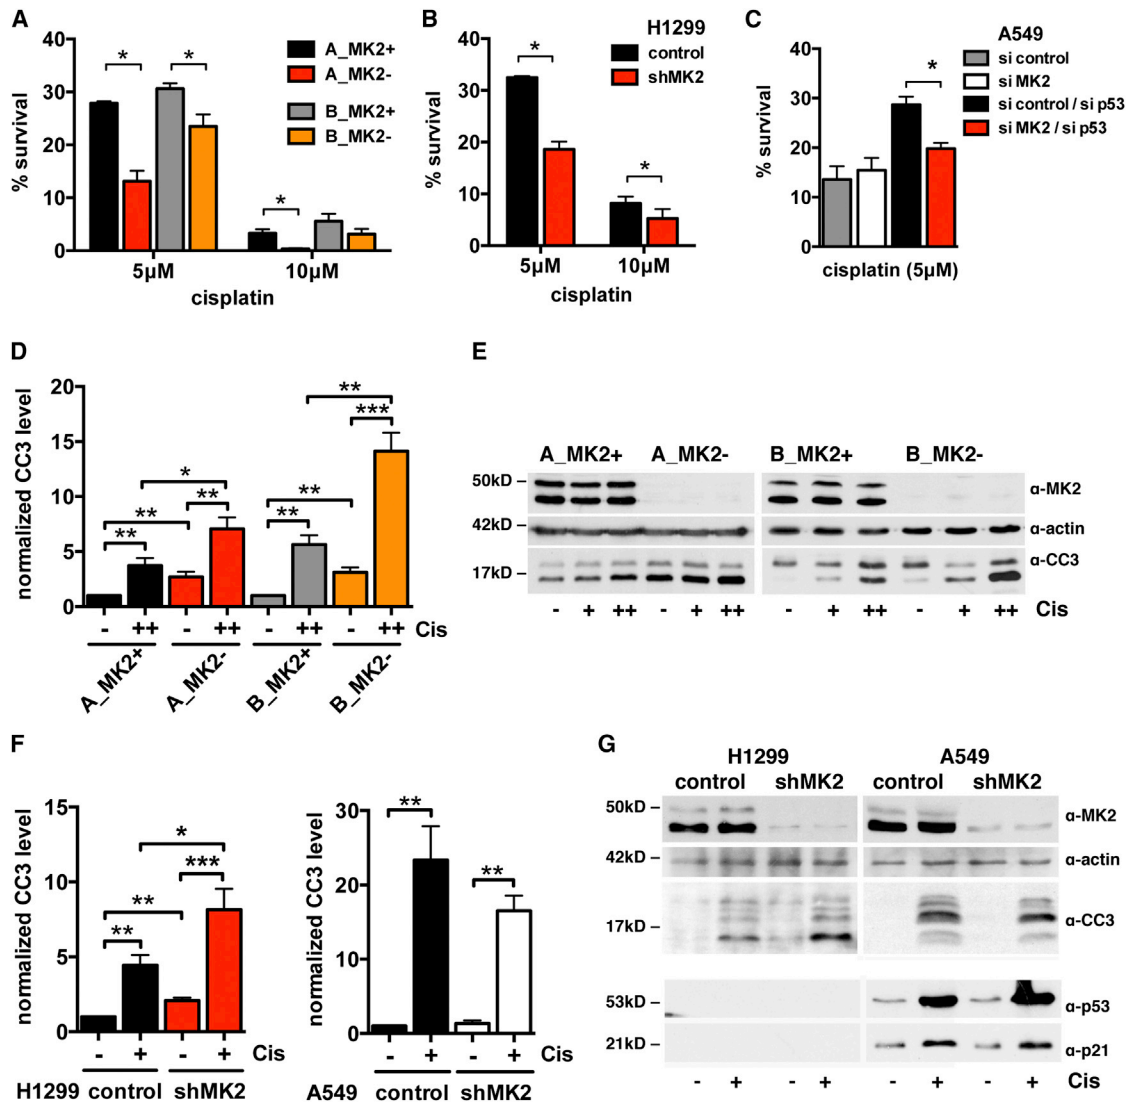 A
% survival
40
30
20
10
0
*
*
*
A_MK2+
A_MK2-
B_MK2+
B_MK2-
5µM
10µM
cisplatin
B
H1299
control
shMK2
% survival
40
30
20
10
0
*
*
5µM
10µM
cisplatin
C
A549
si control
si MK2
si control / si p53
si MK2 / si p53
% survival
40
30
20
10
0
*
cisplatin (5µM)
D
normalized CC3 level
20
15
10
5
0
**
**
*
**
**
**
**
***
- ++ - ++ - ++ - ++ Cis
A_MK2+
A_MK2-
B_MK2+
B_MK2-
E
A_MK2+ A_MK2- B_MK2+ B_MK2-
50kD
α-MK2
42kD
α-actin
α-CC3
17kD
- + ++ - + ++ - + ++ - + ++ Cis
F
normalized CC3 level
15
10
5
0
**
**
*
***
- + - + Cis
H1299 control shMK2
normalized CC3 level
30
20
10
0
**
**
- + - + Cis
A549 control shMK2
G
H1299 A549
control shMK2 control shMK2
50kD
α-MK2
42kD
α-actin
α-CC3
17kD
53kD
α-p53
21kD
α-p21
- + - + - + - + Cis